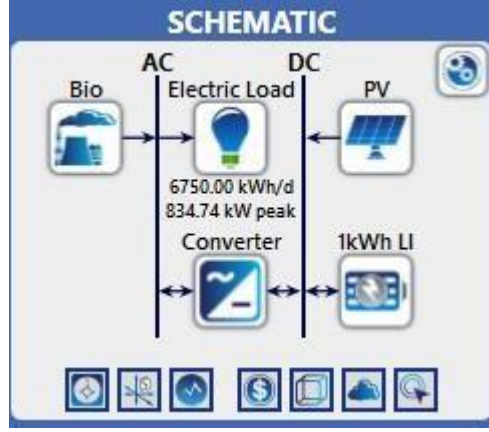 SCHEMATIC
AC DC
Bio Electric Load PV
6750.00 kWh/d
834.74 kW peak
Converter 1kWh LI